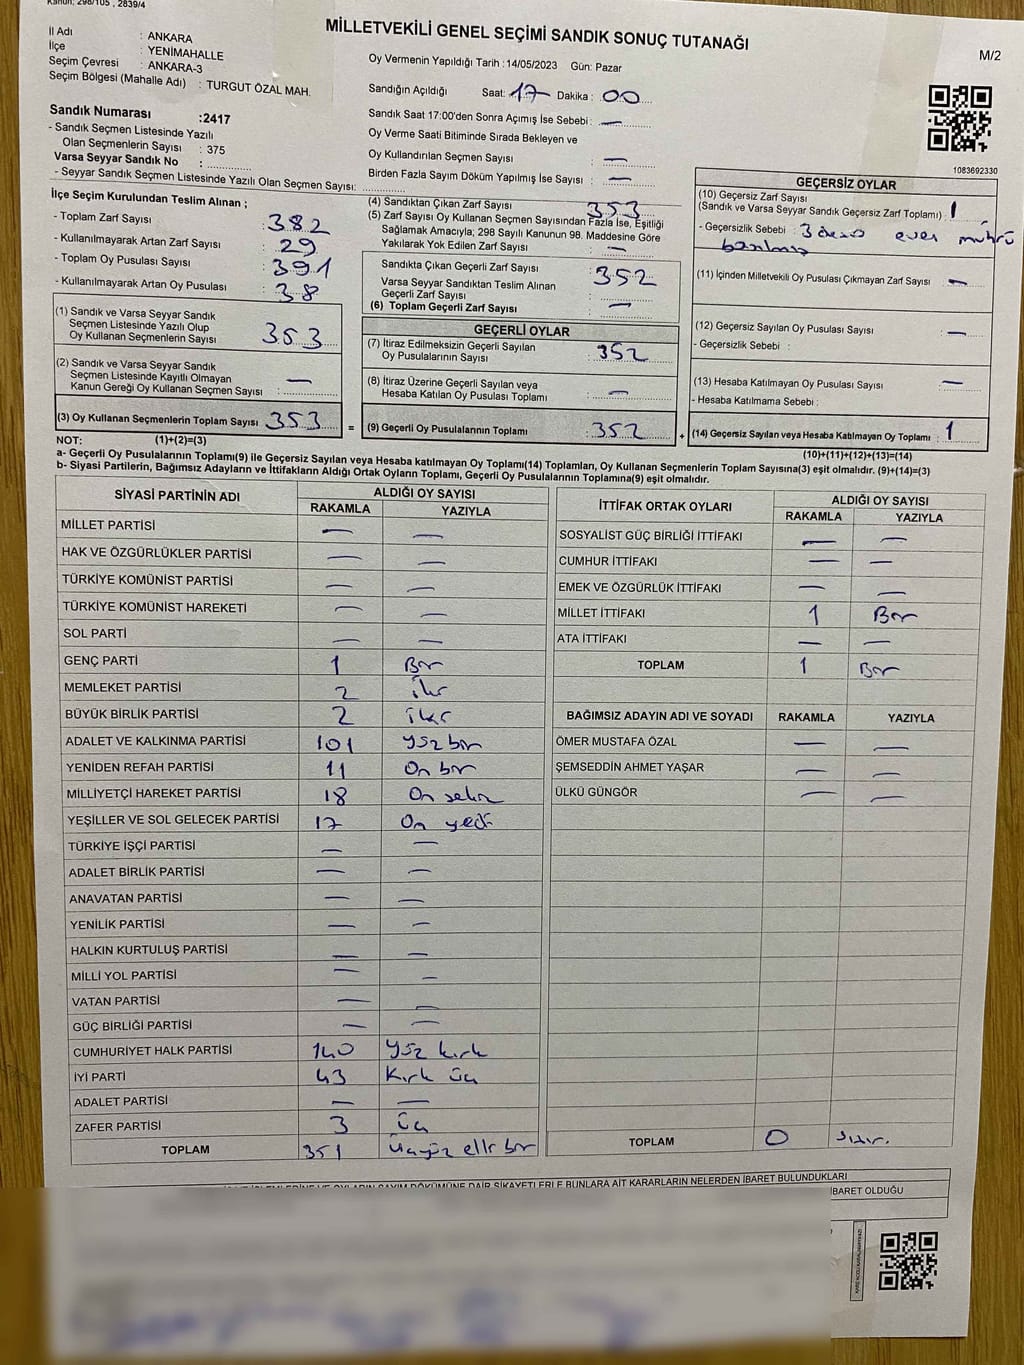 Kanun; 298/105 , 2839/4
MİLLETVEKİLİ GENEL SEÇİMİ SANDIK SONUÇ TUTANAĞI
M/2
İl Adı : ANKARA
İlçe : YENİMAHALLE
Seçim Çevresi : ANKARA-3
Seçim Bölgesi (Mahalle Adı) : TURGUT ÖZAL MAH.
Oy Vermenin Yapıldığı Tarih : 14/05/2023 Gün: Pazar
Sandığın Açıldığı Saat: 17 Dakika : 00
Sandık Saat 17:00'den Sonra Açımış İse Sebebi : —
Oy Verme Saati Bitiminde Sırada Bekleyen ve
Oy Kullandırılan Seçmen Sayısı : —
Birden Fazla Sayım Döküm Yapılmış İse Sayısı : —
Sandık Numarası :2417
- Sandık Seçmen Listesinde Yazılı
Olan Seçmenlerin Sayısı : 375
Varsa Seyyar Sandık No :
- Seyyar Sandık Seçmen Listesinde Yazılı Olan Seçmen Sayısı:
1083692330
İlçe Seçim Kurulundan Teslim Alınan ;
- Toplam Zarf Sayısı : 382
- Kullanılmayarak Artan Zarf Sayısı : 29
- Toplam Oy Pusulası Sayısı : 391
- Kullanılmayarak Artan Oy Pusulası : 38
(1) Sandık ve Varsa Seyyar Sandık
Seçmen Listesinde Yazılı Olup
Oy Kullanan Seçmenlerin Sayısı : 353
(2) Sandık ve Varsa Seyyar Sandık
Seçmen Listesinde Kayıtlı Olmayan
Kanun Gereği Oy Kullanan Seçmen Sayısı : —
(3) Oy Kullanan Seçmenlerin Toplam Sayısı : 353
(4) Sandıktan Çıkan Zarf Sayısı : 353
(5) Zarf Sayısı Oy Kullanan Seçmen Sayısından Fazla İse, Eşitliği
Sağlamak Amacıyla; 298 Sayılı Kanunun 98. Maddesine Göre
Yakılarak Yok Edilen Zarf Sayısı : —
Sandıkta Çıkan Geçerli Zarf Sayısı : 352
Varsa Seyyar Sandıktan Teslim Alınan
Geçerli Zarf Sayısı :
(6) Toplam Geçerli Zarf Sayısı : —
GEÇERLİ OYLAR
(7) İtiraz Edilmeksizin Geçerli Sayılan
Oy Pusulalarının Sayısı : 352
(8) İtiraz Üzerine Geçerli Sayılan veya
Hesaba Katılan Oy Pusulası Toplamı : —
= (9) Geçerli Oy Pusulalarının Toplamı : 352
GEÇERSİZ OYLAR
(10) Geçersiz Zarf Sayısı
(Sandık ve Varsa Seyyar Sandık Geçersiz Zarf Toplamı) : 1
- Geçersizlik Sebebi : 3 evet mührü
(11) İçinden Milletvekili Oy Pusulası Çıkmayan Zarf Sayısı : —
(12) Geçersiz Sayılan Oy Pusulası Sayısı : —
- Geçersizlik Sebebi :
(13) Hesaba Katılmayan Oy Pusulası Sayısı : —
- Hesaba Katılmama Sebebi :
+ (14) Geçersiz Sayılan veya Hesaba Katılmayan Oy Toplamı : 1
NOT: (1)+(2)=(3)
(10)+(11)+(12)+(13)=(14)
a- Geçerli Oy Pusulalarının Toplamı(9) ile Geçersiz Sayılan veya Hesaba katılmayan Oy Toplamı(14) Toplamları, Oy Kullanan Seçmenlerin Toplam Sayısına(3) eşit olmalıdır. (9)+(14)=(3)
b- Siyasi Partilerin, Bağımsız Adayların ve İttifakların Aldığı Ortak Oyların Toplamı, Geçerli Oy Pusulalarının Toplamına(9) eşit olmalıdır.
SİYASİ PARTİNİN ADI ALDIĞI OY SAYISI
RAKAMLA YAZIYLA
MİLLET PARTİSİ — —
HAK VE ÖZGÜRLÜKLER PARTİSİ — —
TÜRKİYE KOMÜNİST PARTİSİ — —
TÜRKİYE KOMÜNİST HAREKETİ — —
SOL PARTİ — —
GENÇ PARTİ 1 Bir
MEMLEKET PARTİSİ 2 iki
BÜYÜK BİRLİK PARTİSİ 2 iki
ADALET VE KALKINMA PARTİSİ 101 yüz bir
YENİDEN REFAH PARTİSİ 11 On bir
MİLLİYETÇİ HAREKET PARTİSİ 18 On sekiz
YEŞİLLER VE SOL GELECEK PARTİSİ 17 On yedi
TÜRKİYE İŞÇİ PARTİSİ — —
ADALET BİRLİK PARTİSİ — —
ANAVATAN PARTİSİ — —
YENİLİK PARTİSİ — —
HALKIN KURTULUŞ PARTİSİ — —
MİLLİ YOL PARTİSİ — —
VATAN PARTİSİ — —
GÜÇ BİRLİĞİ PARTİSİ — —
CUMHURİYET HALK PARTİSİ 140 yüz kırk
İYİ PARTİ 43 Kırk üç
ADALET PARTİSİ — —
ZAFER PARTİSİ 3 üç
TOPLAM 351 üçyüz elli bir
İTTİFAK ORTAK OYLARI ALDIĞI OY SAYISI
RAKAMLA YAZIYLA
SOSYALİST GÜÇ BİRLİĞİ İTTİFAKI — —
CUMHUR İTTİFAKI — —
EMEK VE ÖZGÜRLÜK İTTİFAKI — —
MİLLET İTTİFAKI 1 Bir
ATA İTTİFAKI — —
TOPLAM 1 Bir
BAĞIMSIZ ADAYIN ADI VE SOYADI RAKAMLA YAZIYLA
ÖMER MUSTAFA ÖZAL — —
ŞEMSEDDİN AHMET YAŞAR — —
ÜLKÜ GÜNGÖR — —
TOPLAM 0 sıfır.
OYLARIN SAYIM DÖKÜMÜNE DAİR ŞİKAYETLERLE BUNLARA AİT KARARLARIN NELERDEN İBARET BULUNDUKLARI
İBARET OLDUĞU